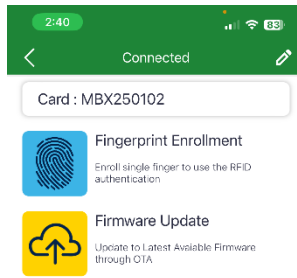 2:40
83
Connected
Card : MBX250102
Fingerprint Enrollment
Enroll single finger to use the RFID
authentication
Firmware Update
Update to Latest Avaiable Firmware
through OTA